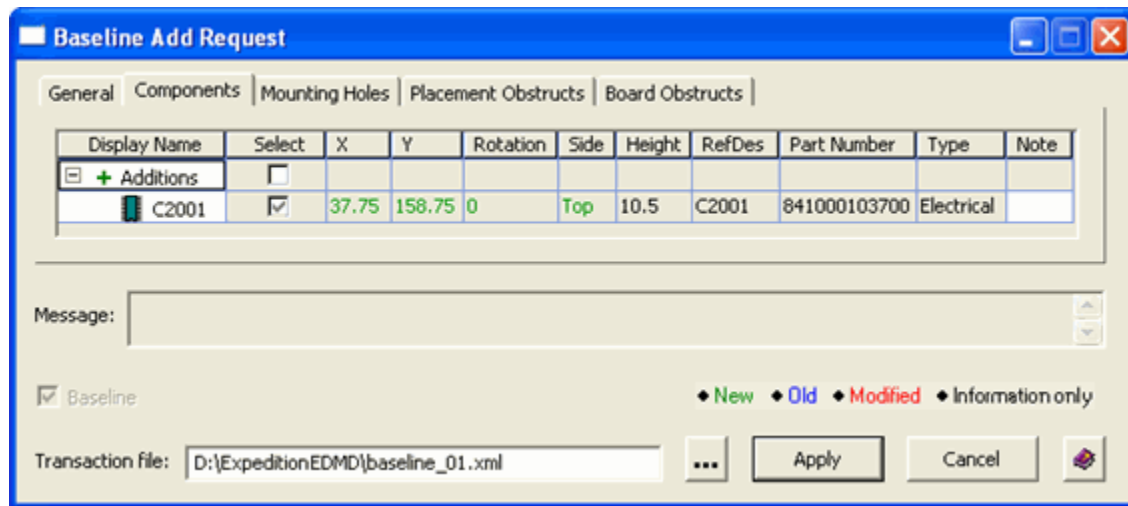 Baseline Add Request
General Components Mounting Holes Placement Obstructs Board Obstructs
Display Name Select X Y Rotation Side Height RefDes Part Number Type Note
Additions
C2001 37.75 158.75 0 Top 10.5 C2001 841000103700 Electrical
Message:
Baseline
New Old Modified Information only
Transaction file: D:\ExpeditionEDMD\baseline_01.xml ... Apply Cancel